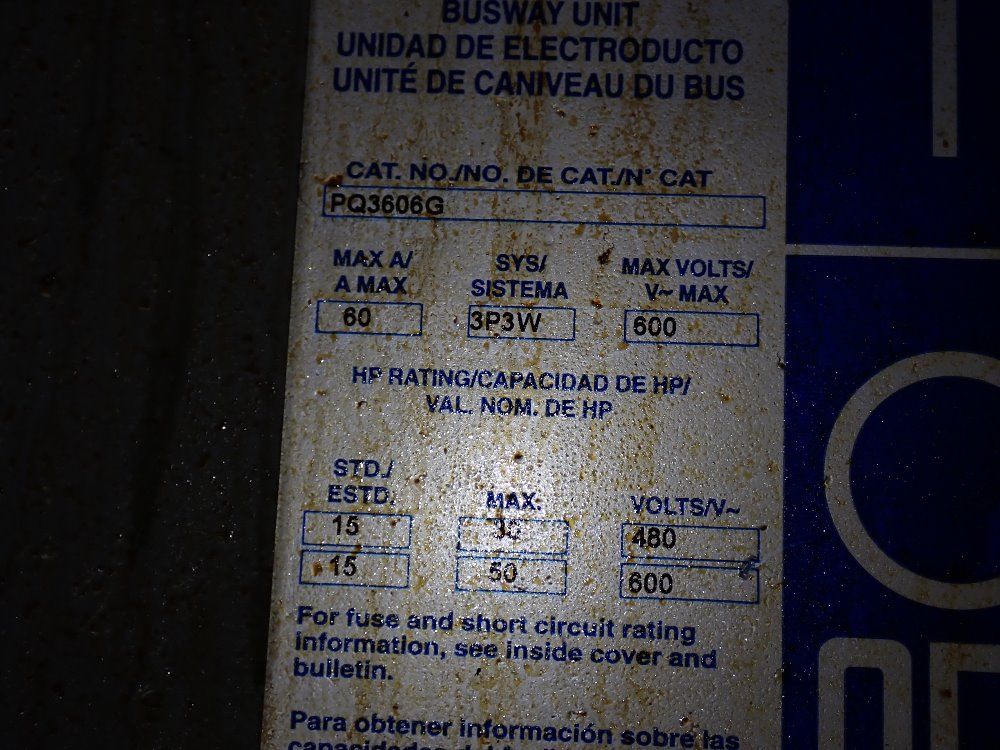 BUSWAY UNIT
UNIDAD DE ELECTRODUCTO
UNITÉ DE CANIVEAU DU BUS
CAT. NO./NO. DE CAT./N° CAT
PQ3606G
MAX A/
A MAX
SYS/
SISTEMA
MAX VOLTS/
V~ MAX
60
3P3W
600
HP RATING/CAPACIDAD DE HP/
VAL. NOM. DE HP
STD./
ESTD.
MAX.
VOLTS/V~
15
480
15
50
600
For fuse and short circuit rating
information, see inside cover and
bulletin.
Para obtener información sobre las